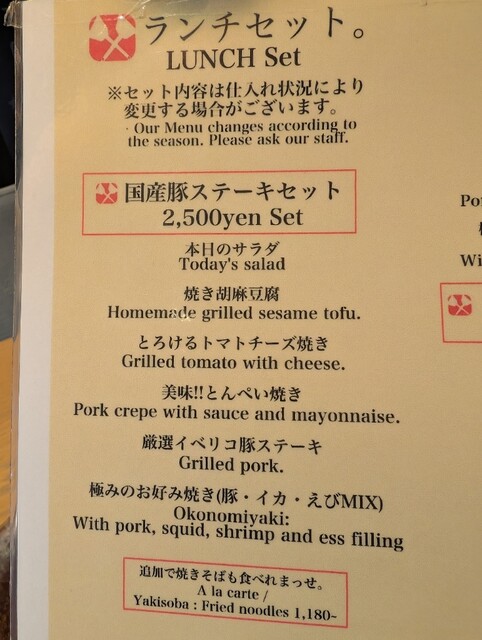 ランチセット。
LUNCH Set
※セット内容は仕入れ状況により
変更する場合がございます。
· Our Menu changes according to
the season. Please ask our staff.
国産豚ステーキセット
2,500yen Set
本日のサラダ
Today's salad
焼き胡麻豆腐
Homemade grilled sesame tofu.
とろけるトマトチーズ焼き
Grilled tomato with cheese.
美味!!とんぺい焼き
Pork crepe with sauce and mayonnaise.
厳選イベリコ豚ステーキ
Grilled pork.
極みのお好み焼き(豚・イカ・えびMIX)
Okonomiyaki:
With pork, squid, shrimp and ess filling
追加で焼きそばも食べれまっせ。
A la carte /
Yakisoba : Fried noodles 1,180~